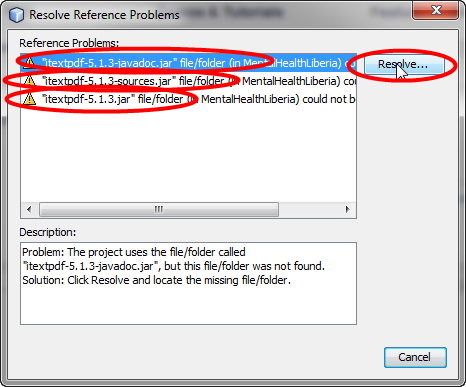 Resolve Reference Problems
Reference Problems:
"itextpdf-5.1.3-javadoc.jar" file/folder (in MentalHealthLiberia) co
"itextpdf-5.1.3-sources.jar" file/folder (in MentalHealthLiberia) cou
"itextpdf-5.1.3.jar" file/folder (in MentalHealthLiberia) could not b
Resolve...
Description:
Problem: The project uses the file/folder called
"itextpdf-5.1.3-javadoc.jar", but this file/folder was not found.
Solution: Click Resolve and locate the missing file/folder.
Cancel